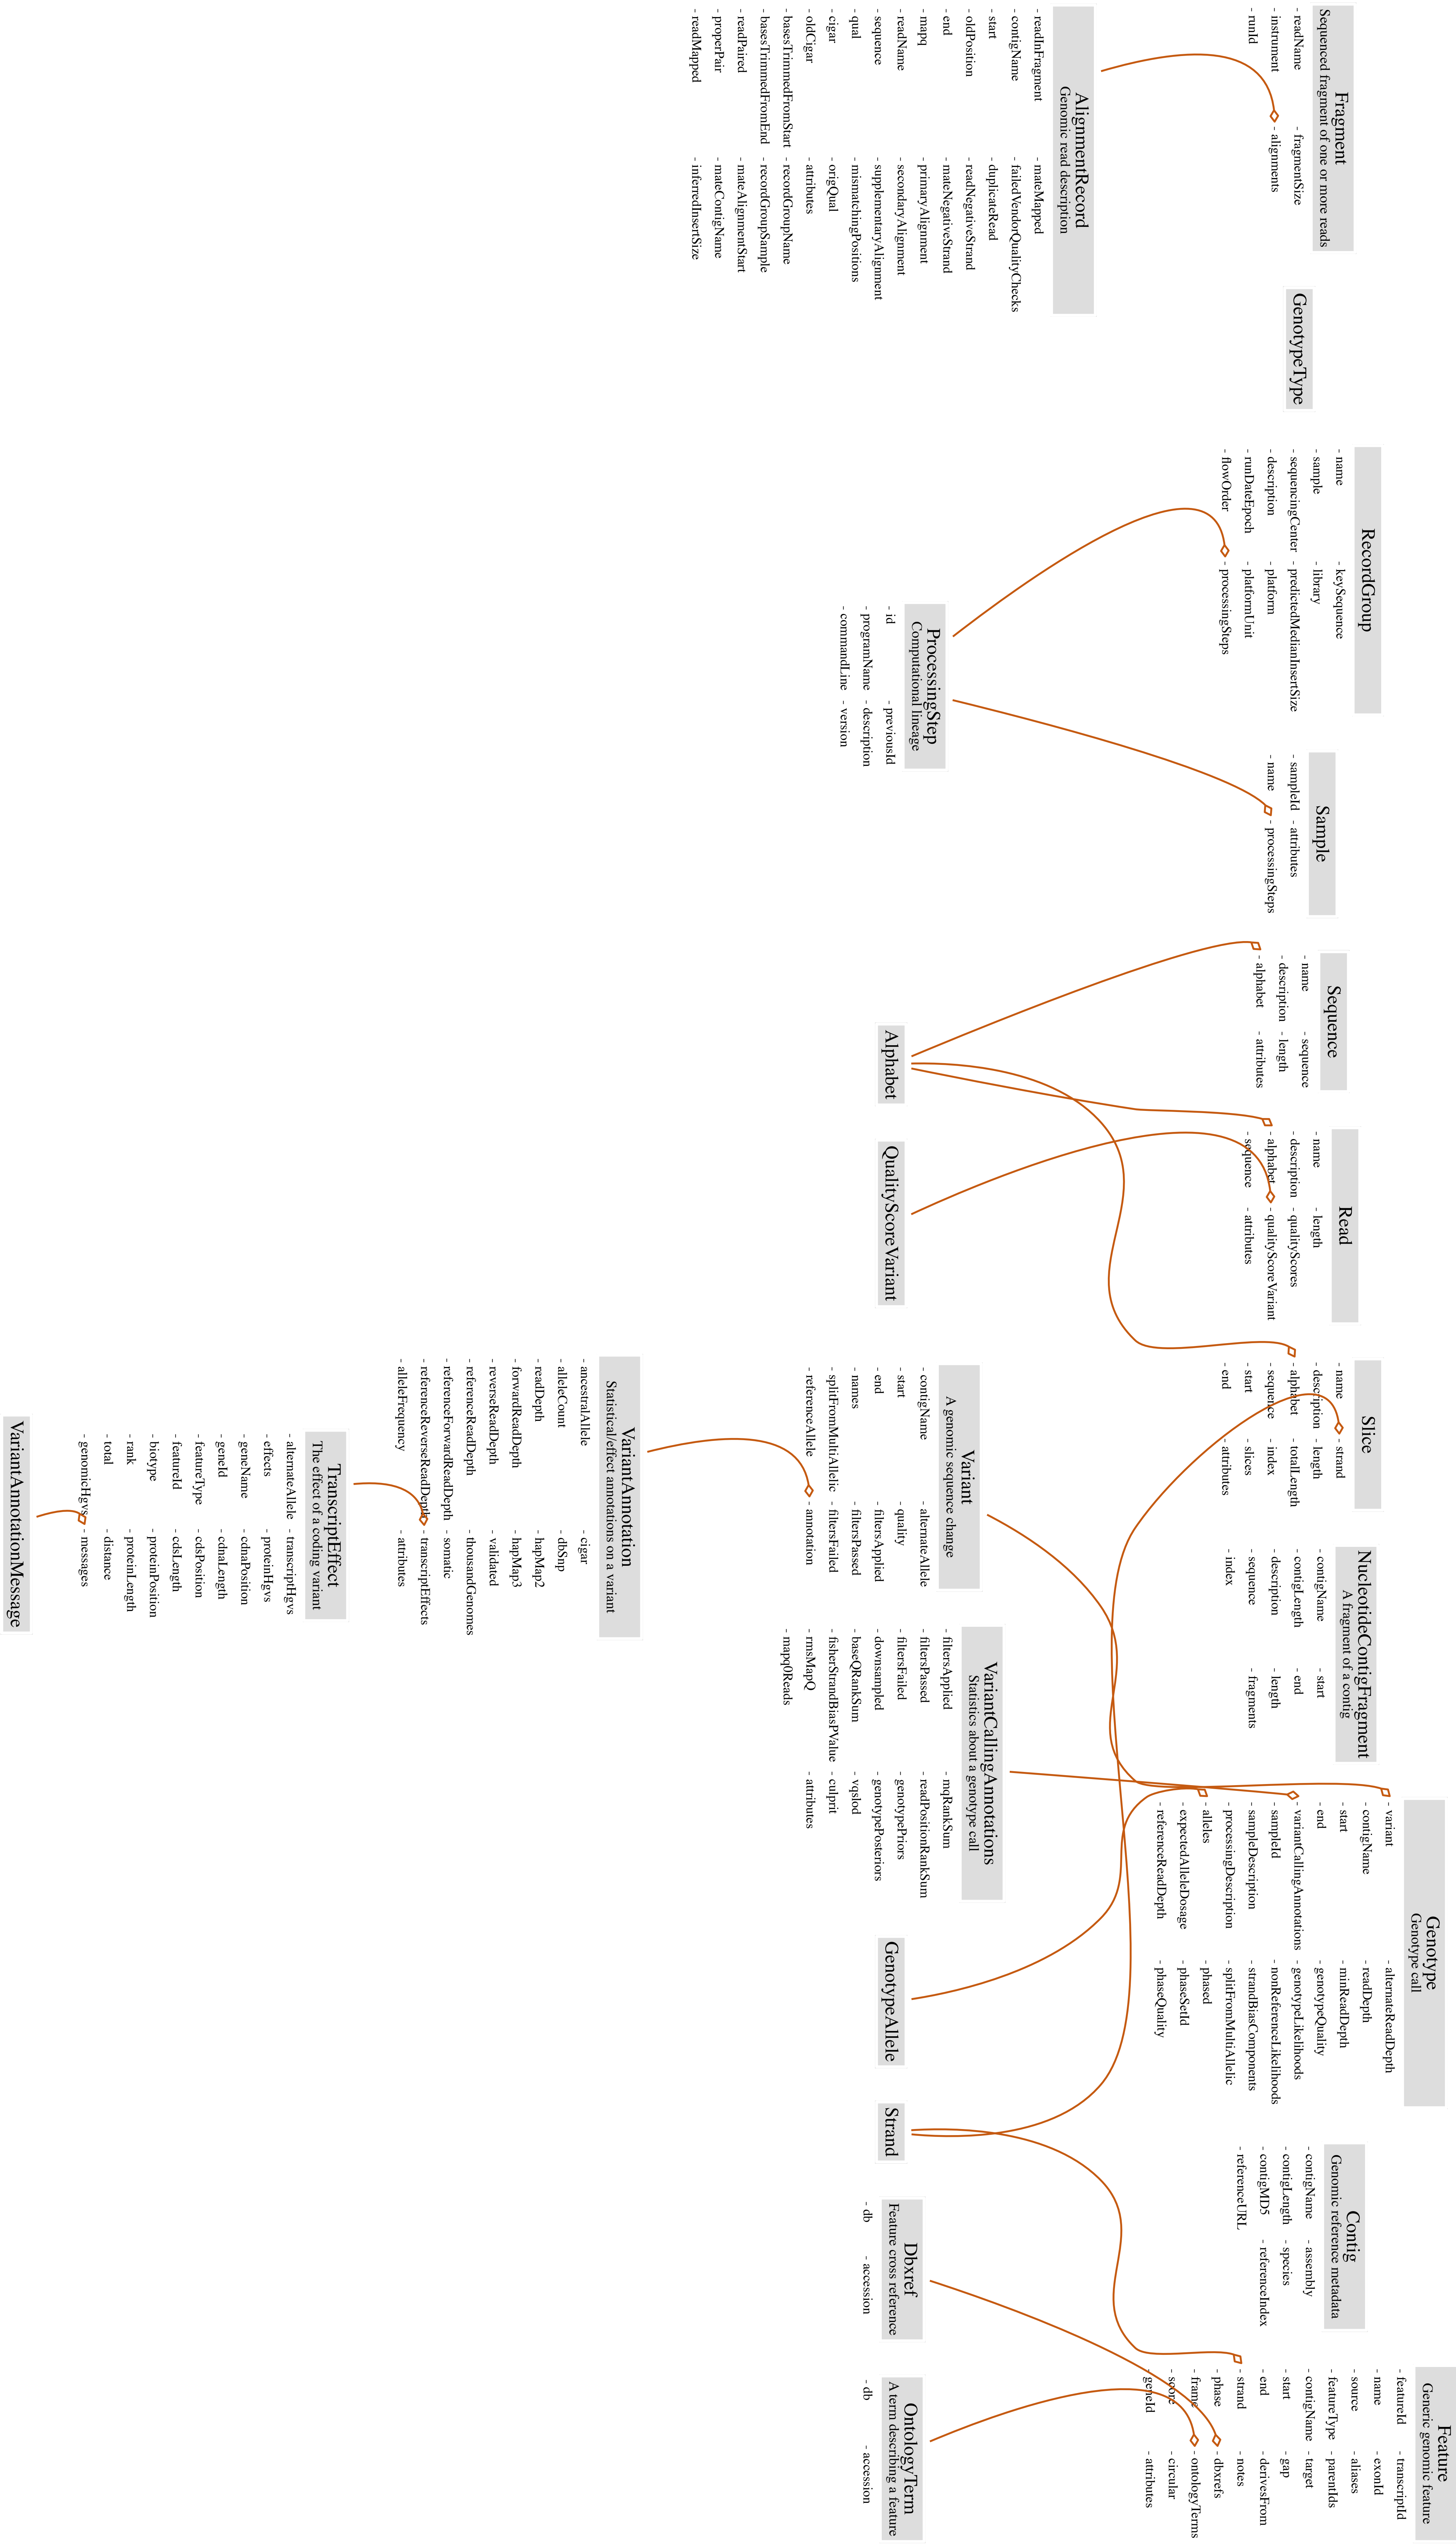 Fragment
Sequenced fragment of one or more reads
- readName
- fragmentSize
- instrument
- alignments
- runId
GenotypeType
RecordGroup
- name
- keySequence
- sample
- library
- sequencingCenter
- predictedMedianInsertSize
- description
- platform
- runDateEpoch
- platformUnit
- flowOrder
- processingSteps
Sample
- sampleId
- attributes
- name
- processingSteps
Sequence
- name
- sequence
- description
- length
- alphabet
- attributes
Read
- name
- length
- description
- qualityScores
- alphabet
- qualityScoreVariant
- sequence
- attributes
Slice
- name
- strand
- description
- length
- alphabet
- totalLength
- sequence
- index
- start
- slices
- end
- attributes
NucleotideContigFragment
A fragment of a contig
- contigName
- start
- contigLength
- end
- description
- length
- sequence
- fragments
- index
Genotype
Genotype call
- variant
- alternateReadDepth
- contigName
- readDepth
- start
- minReadDepth
- end
- genotypeQuality
- variantCallingAnnotations
- genotypeLikelihoods
- sampleId
- nonReferenceLikelihoods
- sampleDescription
- strandBiasComponents
- processingDescription
- splitFromMultiAllelic
- alleles
- phased
- expectedAlleleDosage
- phaseSetId
- referenceReadDepth
- phaseQuality
Contig
Genomic reference metadata
- contigName
- assembly
- contigLength
- species
- contigMD5
- referenceIndex
- referenceURL
Feature
Generic genomic feature
- featureId
- transcriptId
- name
- exonId
- source
- aliases
- featureType
- parentIds
- contigName
- target
- start
- gap
- end
- derivesFrom
- strand
- notes
- phase
- dbxrefs
- frame
- ontologyTerms
- score
- circular
- geneId
- attributes
AlignmentRecord
Genomic read description
- readInFragment
- mateMapped
- contigName
- failedVendorQualityChecks
- start
- duplicateRead
- oldPosition
- readNegativeStrand
- end
- mateNegativeStrand
- mapq
- primaryAlignment
- readName
- secondaryAlignment
- sequence
- supplementaryAlignment
- qual
- mismatchingPositions
- cigar
- origQual
- oldCigar
- attributes
- basesTrimmedFromStart
- recordGroupName
- basesTrimmedFromEnd
- recordGroupSample
- readPaired
- mateAlignmentStart
- properPair
- mateContigName
- readMapped
- inferredInsertSize
ProcessingStep
Computational lineage
- id
- previousId
- programName
- description
- commandLine
- version
Alphabet
QualityScoreVariant
Variant
A genomic sequence change
- contigName
- alternateAllele
- start
- quality
- end
- filtersApplied
- names
- filtersPassed
- splitFromMultiAllelic
- filtersFailed
- referenceAllele
- annotation
VariantCallingAnnotations
Statistics about a genotype call
- filtersApplied
- mqRankSum
- filtersPassed
- readPositionRankSum
- filtersFailed
- genotypePriors
- downsampled
- genotypePosteriors
- baseQRankSum
- vqslod
- fisherStrandBiasPValue
- culprit
- rmsMapQ
- attributes
- mapq0Reads
GenotypeAllele
Strand
Dbxref
Feature cross reference
- db
- accession
OntologyTerm
A term describing a feature
- db
- accession
VariantAnnotation
Statistical/effect annotations on a variant
- ancestralAllele
- cigar
- alleleCount
- dbSnp
- readDepth
- hapMap2
- forwardReadDepth
- hapMap3
- reverseReadDepth
- validated
- referenceReadDepth
- thousandGenomes
- referenceForwardReadDepth
- somatic
- referenceReverseReadDepth
- transcriptEffects
- alleleFrequency
- attributes
TranscriptEffect
The effect of a coding variant
- alternateAllele
- transcriptHgvs
- effects
- proteinHgvs
- geneName
- cdnaPosition
- geneId
- cdnaLength
- featureType
- cdsPosition
- featureId
- cdsLength
- biotype
- proteinPosition
- rank
- proteinLength
- total
- distance
- genomicHgvs
- messages
VariantAnnotationMessage